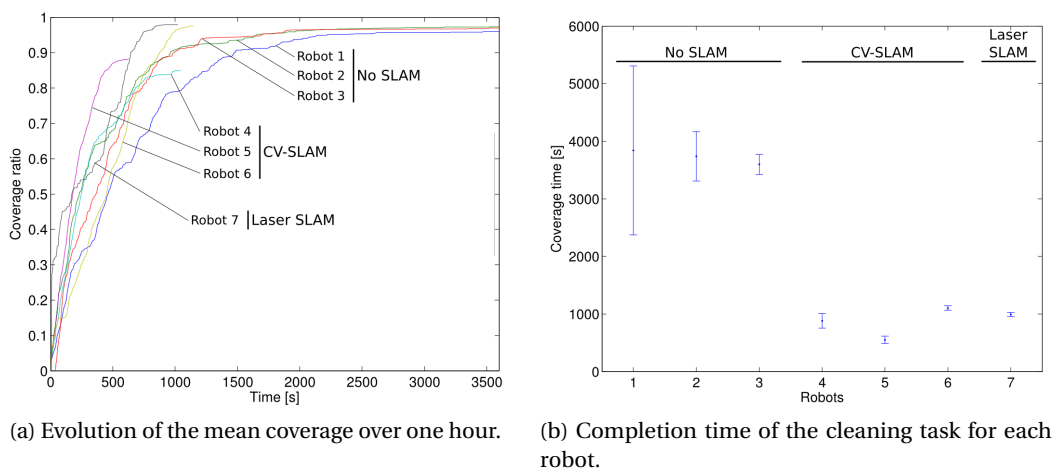 1
0.9
0.8
0.7
0.6
0.5
0.4
0.3
0.2
0.1
0
Coverage ratio
0 500 1000 1500 2000 2500 3000 3500
Time [s]
Robot 1
Robot 2
Robot 3
No SLAM
Robot 4
Robot 5
Robot 6
CV-SLAM
Robot 7
Laser SLAM
(a) Evolution of the mean coverage over one hour.
6000
5000
4000
3000
2000
1000
0
Coverage time [s]
No SLAM
CV-SLAM
Laser
SLAM
1 2 3 4 5 6 7
Robots
(b) Completion time of the cleaning task for each
robot.